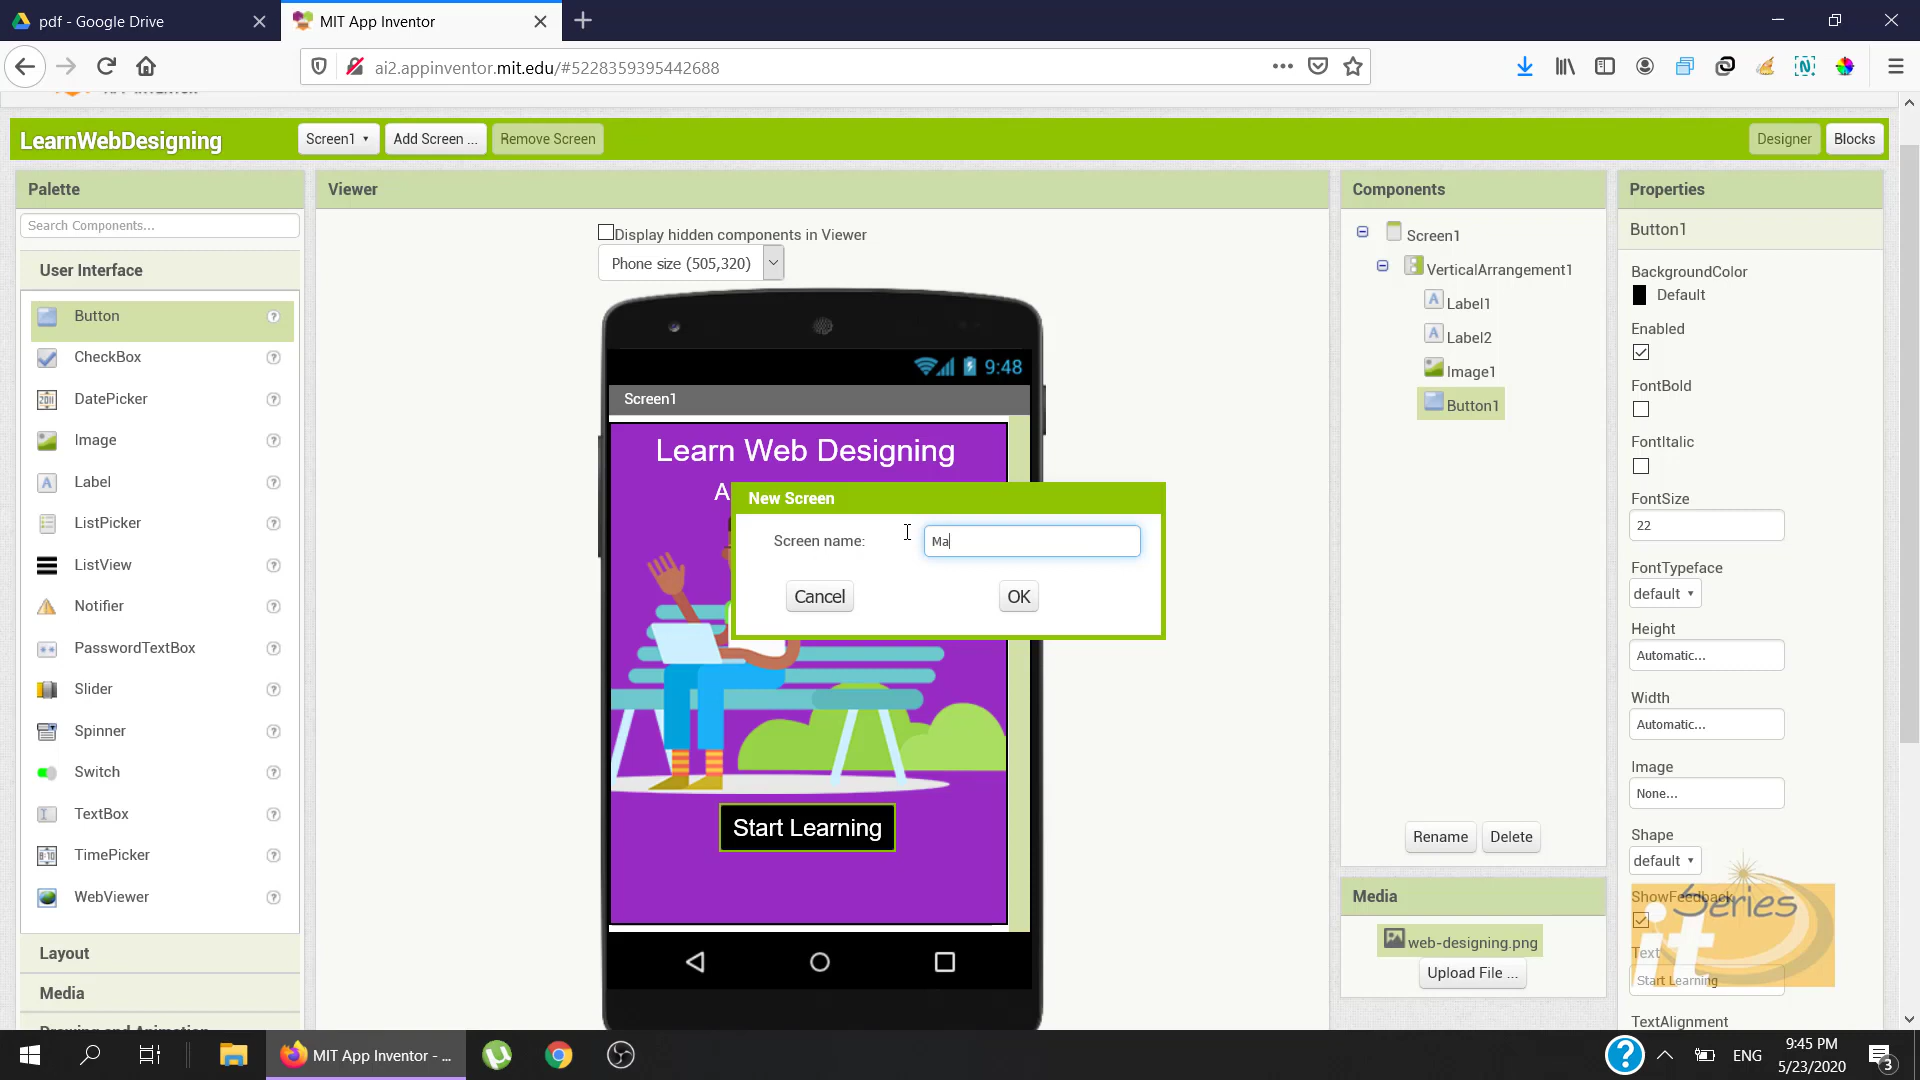 pdf - Google Drive
MIT App Inventor
ai2.appinventor.mit.edu/#5228359395442688
LearnWebDesigning
Screen1
Add Screen ...
Remove Screen
Designer
Blocks
Palette
Search Components...
User Interface
Button
CheckBox
DatePicker
Image
Label
ListPicker
ListView
Notifier
PasswordTextBox
Slider
Spinner
Switch
TextBox
TimePicker
WebViewer
Layout
Media
Viewer
Display hidden components in Viewer
Phone size (505,320)
9:48
Screen1
Learn Web Designing
A
New Screen
Screen name:
Ma
Cancel
OK
Start Learning
Components
Screen1
VerticalArrangement1
Label1
Label2
Image1
Button1
Rename
Delete
Media
web-designing.png
Upload File ...
Properties
Button1
BackgroundColor
Default
Enabled
FontBold
FontItalic
FontSize
22
FontTypeface
default
Height
Automatic...
Width
Automatic...
Image
None...
Shape
default
ShowFeedback
Text
Start Learning
TextAlignment
it Series
MIT App Inventor - ...
ENG
9:45 PM
5/23/2020
3